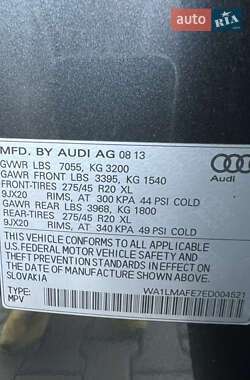 AUTO.RIA
MFD. BY AUDI AG 08 13
GVWR LBS 7055, KG 3200
GAWR FRONT LBS 3395, KG 1540
FRONT-TIRES 275/45 R20 XL
9JX20 RIMS, AT 300 KPA 44 PSI COLD
GAWR REAR LBS 3968, KG 1800
REAR-TIRES 275/45 R20 XL
9JX20 RIMS, AT 340 KPA 49 PSI COLD
Audi
THIS VEHICLE CONFORMS TO ALL APPLICABLE
U.S. FEDERAL MOTOR VEHICLE SAFETY AND
THEFT PREVENTION STANDARDS IN EFFECT ON
THE DATE OF MANUFACTURE SHOWN ABOVE.
SLOVAKIA
TYPE: WA1LMAFE7ED004521
MPV